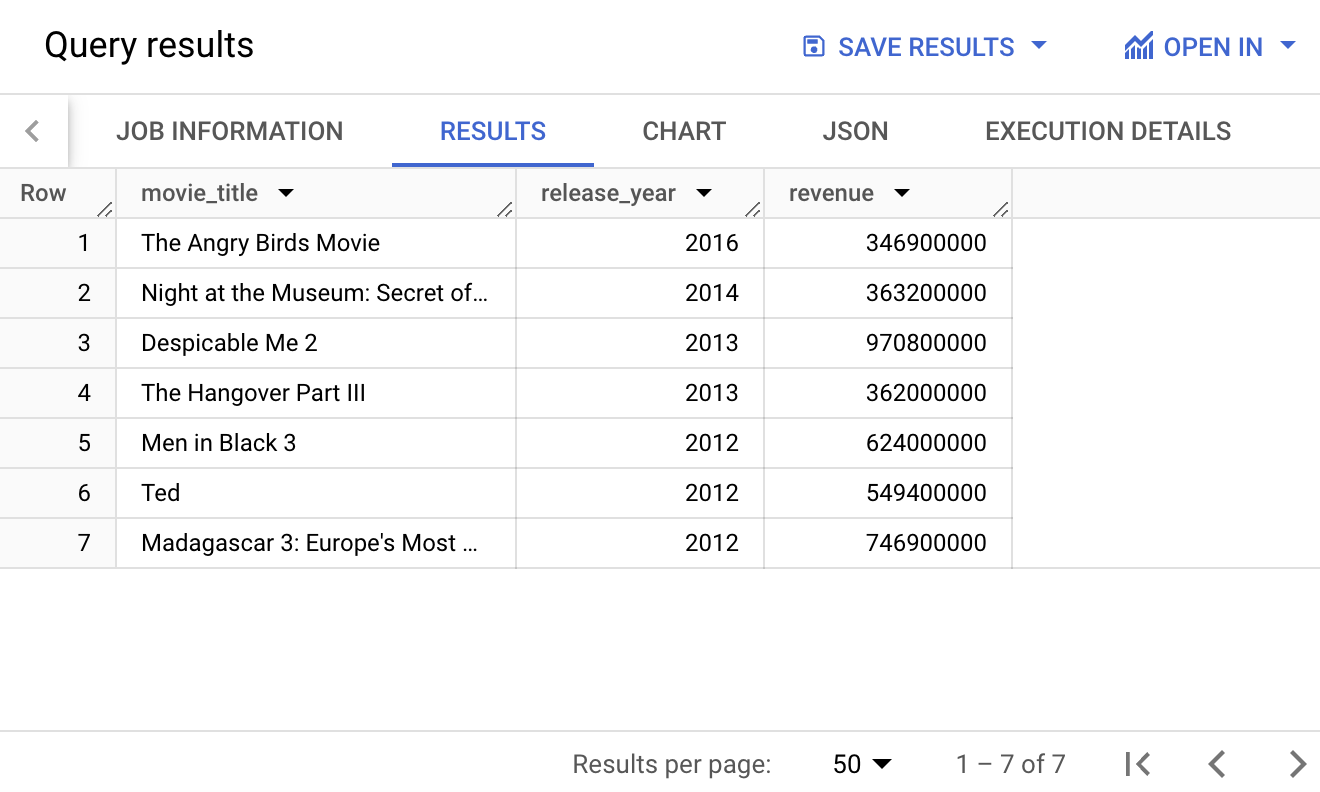 Query results SAVE RESULTS OPEN IN
JOB INFORMATION RESULTS CHART JSON EXECUTION DETAILS
Row movie_title release_year revenue
1 The Angry Birds Movie 2016 346900000
2 Night at the Museum: Secret of... 2014 363200000
3 Despicable Me 2 2013 970800000
4 The Hangover Part III 2013 362000000
5 Men in Black 3 2012 624000000
6 Ted 2012 549400000
7 Madagascar 3: Europe's Most ... 2012 746900000
Results per page: 50 1 – 7 of 7